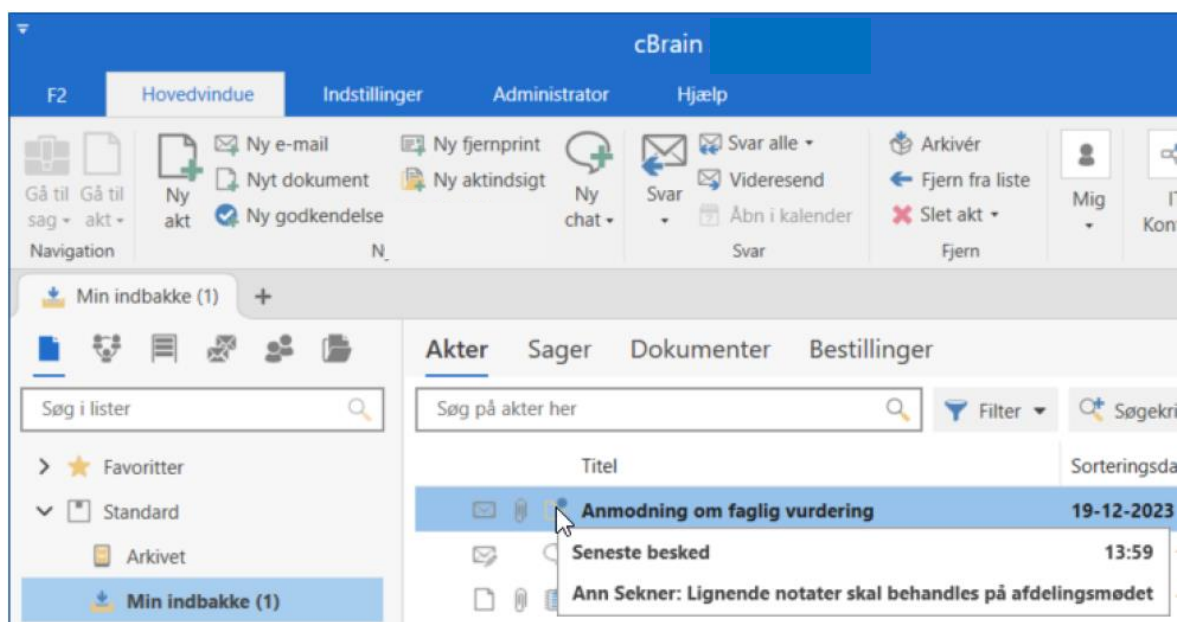 cBrain
F2 Hovedvindue Indstillinger Administrator Hjælp
Gå til sag
Gå til akt
Navigation
Ny akt
Ny e-mail
Nyt dokument
Ny godkendelse
Ny fjernprint
Ny aktindsigt
Ny chat
N
Svar
Svar alle
Videresend
Åbn i kalender
Svar
Arkivér
Fjern fra liste
Slet akt
Fjern
Mig
Min indbakke (1) +
Akter Sager Dokumenter Bestillinger
Søg i lister
Søg på akter her
Filter
Søgekri
Favoritter
Standard
Arkivet
Min indbakke (1)
Titel Sorteringsda
Anmodning om faglig vurdering 19-12-2023
Seneste besked 13:59
Ann Sekner: Lignende notater skal behandles på afdelingsmødet